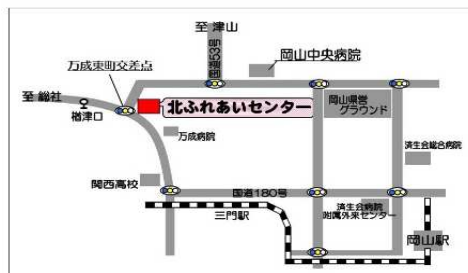 至 津山
国道53号
岡山中央病院
万成東町交差点
至 総社
楢津口
北ふれあいセンター
岡山県営
グラウンド
万成病院
済生会総合病院
関西高校
国道180号
済生会病院
附属外来センター
三門駅
岡山駅